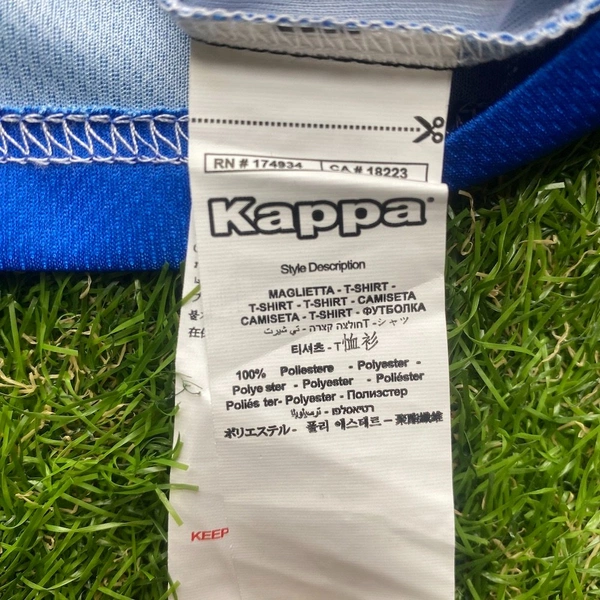 RN # 174934 CA # 18223
Kappa
Style Description
MAGLIETTA - T-SHIRT -
T-SHIRT - T-SHIRT - CAMISETA
CAMISETA - T-SHIRT - ФУТБОЛКА
חולצה קצרה - تي شيرت - Tシャツ
티셔츠 - T恤衫
100% Poliestere - Polyester -
Polye ster - Polyester - Poliéster
Poliés ter- Polyester - Полиэстер
ポリエステル - 폴리 에스테르 - 聚酯纖維
KEEP